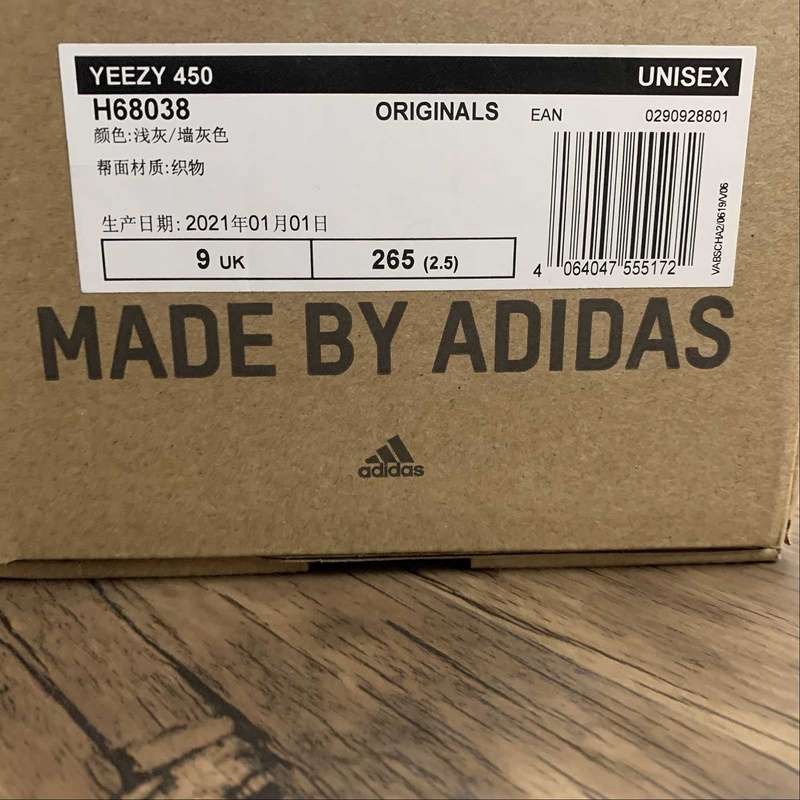 YEEZY 450 UNISEX
H68038 ORIGINALS EAN 0290928801
颜色:浅灰/墙灰色
帮面材质:织物
生产日期: 2021年01月01日
9 UK 265 (2.5)
4 064047 555172
VABSCHA2/0619/V06
MADE BY ADIDAS
adidas